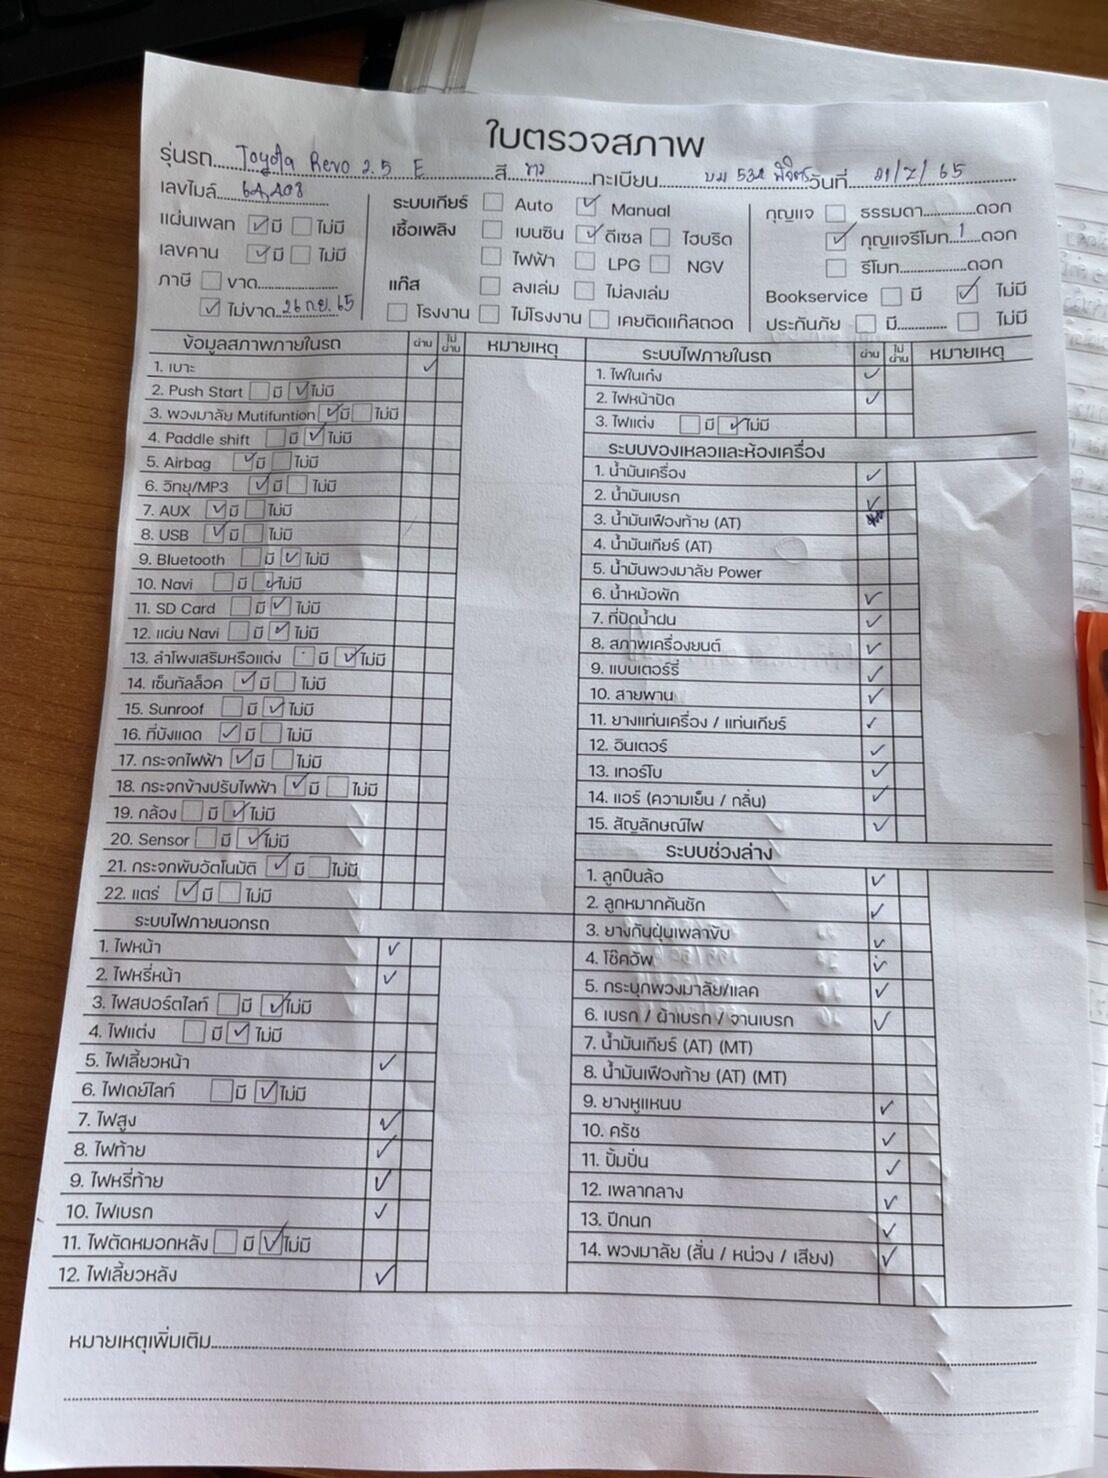 ใบตรวจสภาพ
รุ่นรถ Toyota Revo 2.5 E สี ขาว ทะเบียน บม 532 พิจิตร วันที่ 21/7/65
เลขไมล์ 62,208
แผ่นเพลท มี ไม่มี
เลขคาน มี ไม่มี
ภาษี ขาด
ไม่ขาด 26 ก.ย. 65
ระบบเกียร์ Auto Manual
เชื้อเพลิง เบนซิน ดีเซล ไฮบริด
ไฟฟ้า LPG NGV
แก๊ส ลงเล่ม ไม่ลงเล่ม
โรงงาน ไม่โรงงาน เคยติดแก๊สถอด
กุญแจ ธรรมดา ดอก
กุญแจรีโมท 1 ดอก
รีโมท ดอก
Bookservice มี ไม่มี
ประกันภัย มี ไม่มี
ข้อมูลสภาพภายในรถ ผ่าน ไม่ผ่าน หมายเหตุ
1. เบาะ
2. Push Start มี ไม่มี
3. พวงมาลัย Mutifuntion มี ไม่มี
4. Paddle shift มี ไม่มี
5. Airbag มี ไม่มี
6. วิทยุ/MP3 มี ไม่มี
7. AUX มี ไม่มี
8. USB มี ไม่มี
9. Bluetooth มี ไม่มี
10. Navi มี ไม่มี
11. SD Card มี ไม่มี
12. แผ่น Navi มี ไม่มี
13. ลำโพงเสริมหรือแต่ง มี ไม่มี
14. เซ็นทัลล็อค มี ไม่มี
15. Sunroof มี ไม่มี
16. ที่บังแดด มี ไม่มี
17. กระจกไฟฟ้า มี ไม่มี
18. กระจกข้างปรับไฟฟ้า มี ไม่มี
19. กล้อง มี ไม่มี
20. Sensor มี ไม่มี
21. กระจกพับอัตโนมัติ มี ไม่มี
22. แตร่ มี ไม่มี
ระบบไฟภายนอกรถ
1. ไฟหน้า
2. ไฟหรี่หน้า
3. ไฟสปอร์ตไลท์ มี ไม่มี
4. ไฟแต่ง มี ไม่มี
5. ไฟเลี้ยวหน้า
6. ไฟเดย์ไลท์ มี ไม่มี
7. ไฟสูง
8. ไฟท้าย
9. ไฟหรี่ท้าย
10. ไฟเบรก
11. ไฟตัดหมอกหลัง มี ไม่มี
12. ไฟเลี้ยวหลัง
ระบบไฟภายในรถ ผ่าน ไม่ผ่าน หมายเหตุ
1. ไฟในเก๋ง
2. ไฟหน้าปัด
3. ไฟแต่ง มี ไม่มี
ระบบของเหลวและห้องเครื่อง
1. น้ำมันเครื่อง
2. น้ำมันเบรก
3. น้ำมันเฟืองท้าย (AT)
4. น้ำมันเกียร์ (AT)
5. น้ำมันพวงมาลัย Power
6. น้ำหม้อพัก
7. ที่ปัดน้ำฝน
8. สภาพเครื่องยนต์
9. แบบเตอร์รี่
10. สายพาน
11. ยางแท่นเครื่อง / แท่นเกียร์
12. อินเตอร์
13. เทอร์โบ
14. แอร์ (ความเย็น / กลิ่น)
15. สัญลักษณ์ไฟ
ระบบช่วงล่าง
1. ลูกปืนล้อ
2. ลูกหมากคันชัก
3. ยางกันฝุ่นเพลาขับ
4. โช๊คอัพ
5. กระบุกพวงมาลัย/แลค
6. เบรก / ผ้าเบรก / จานเบรก
7. น้ำมันเกียร์ (AT) (MT)
8. น้ำมันเฟืองท้าย (AT) (MT)
9. ยางหูแหนบ
10. ครัช
11. ปั้มปั่น
12. เพลากลาง
13. ปีกนก
14. พวงมาลัย (สั่น / หน่วง / เสียง)
หมายเหตุเพิ่มเติม